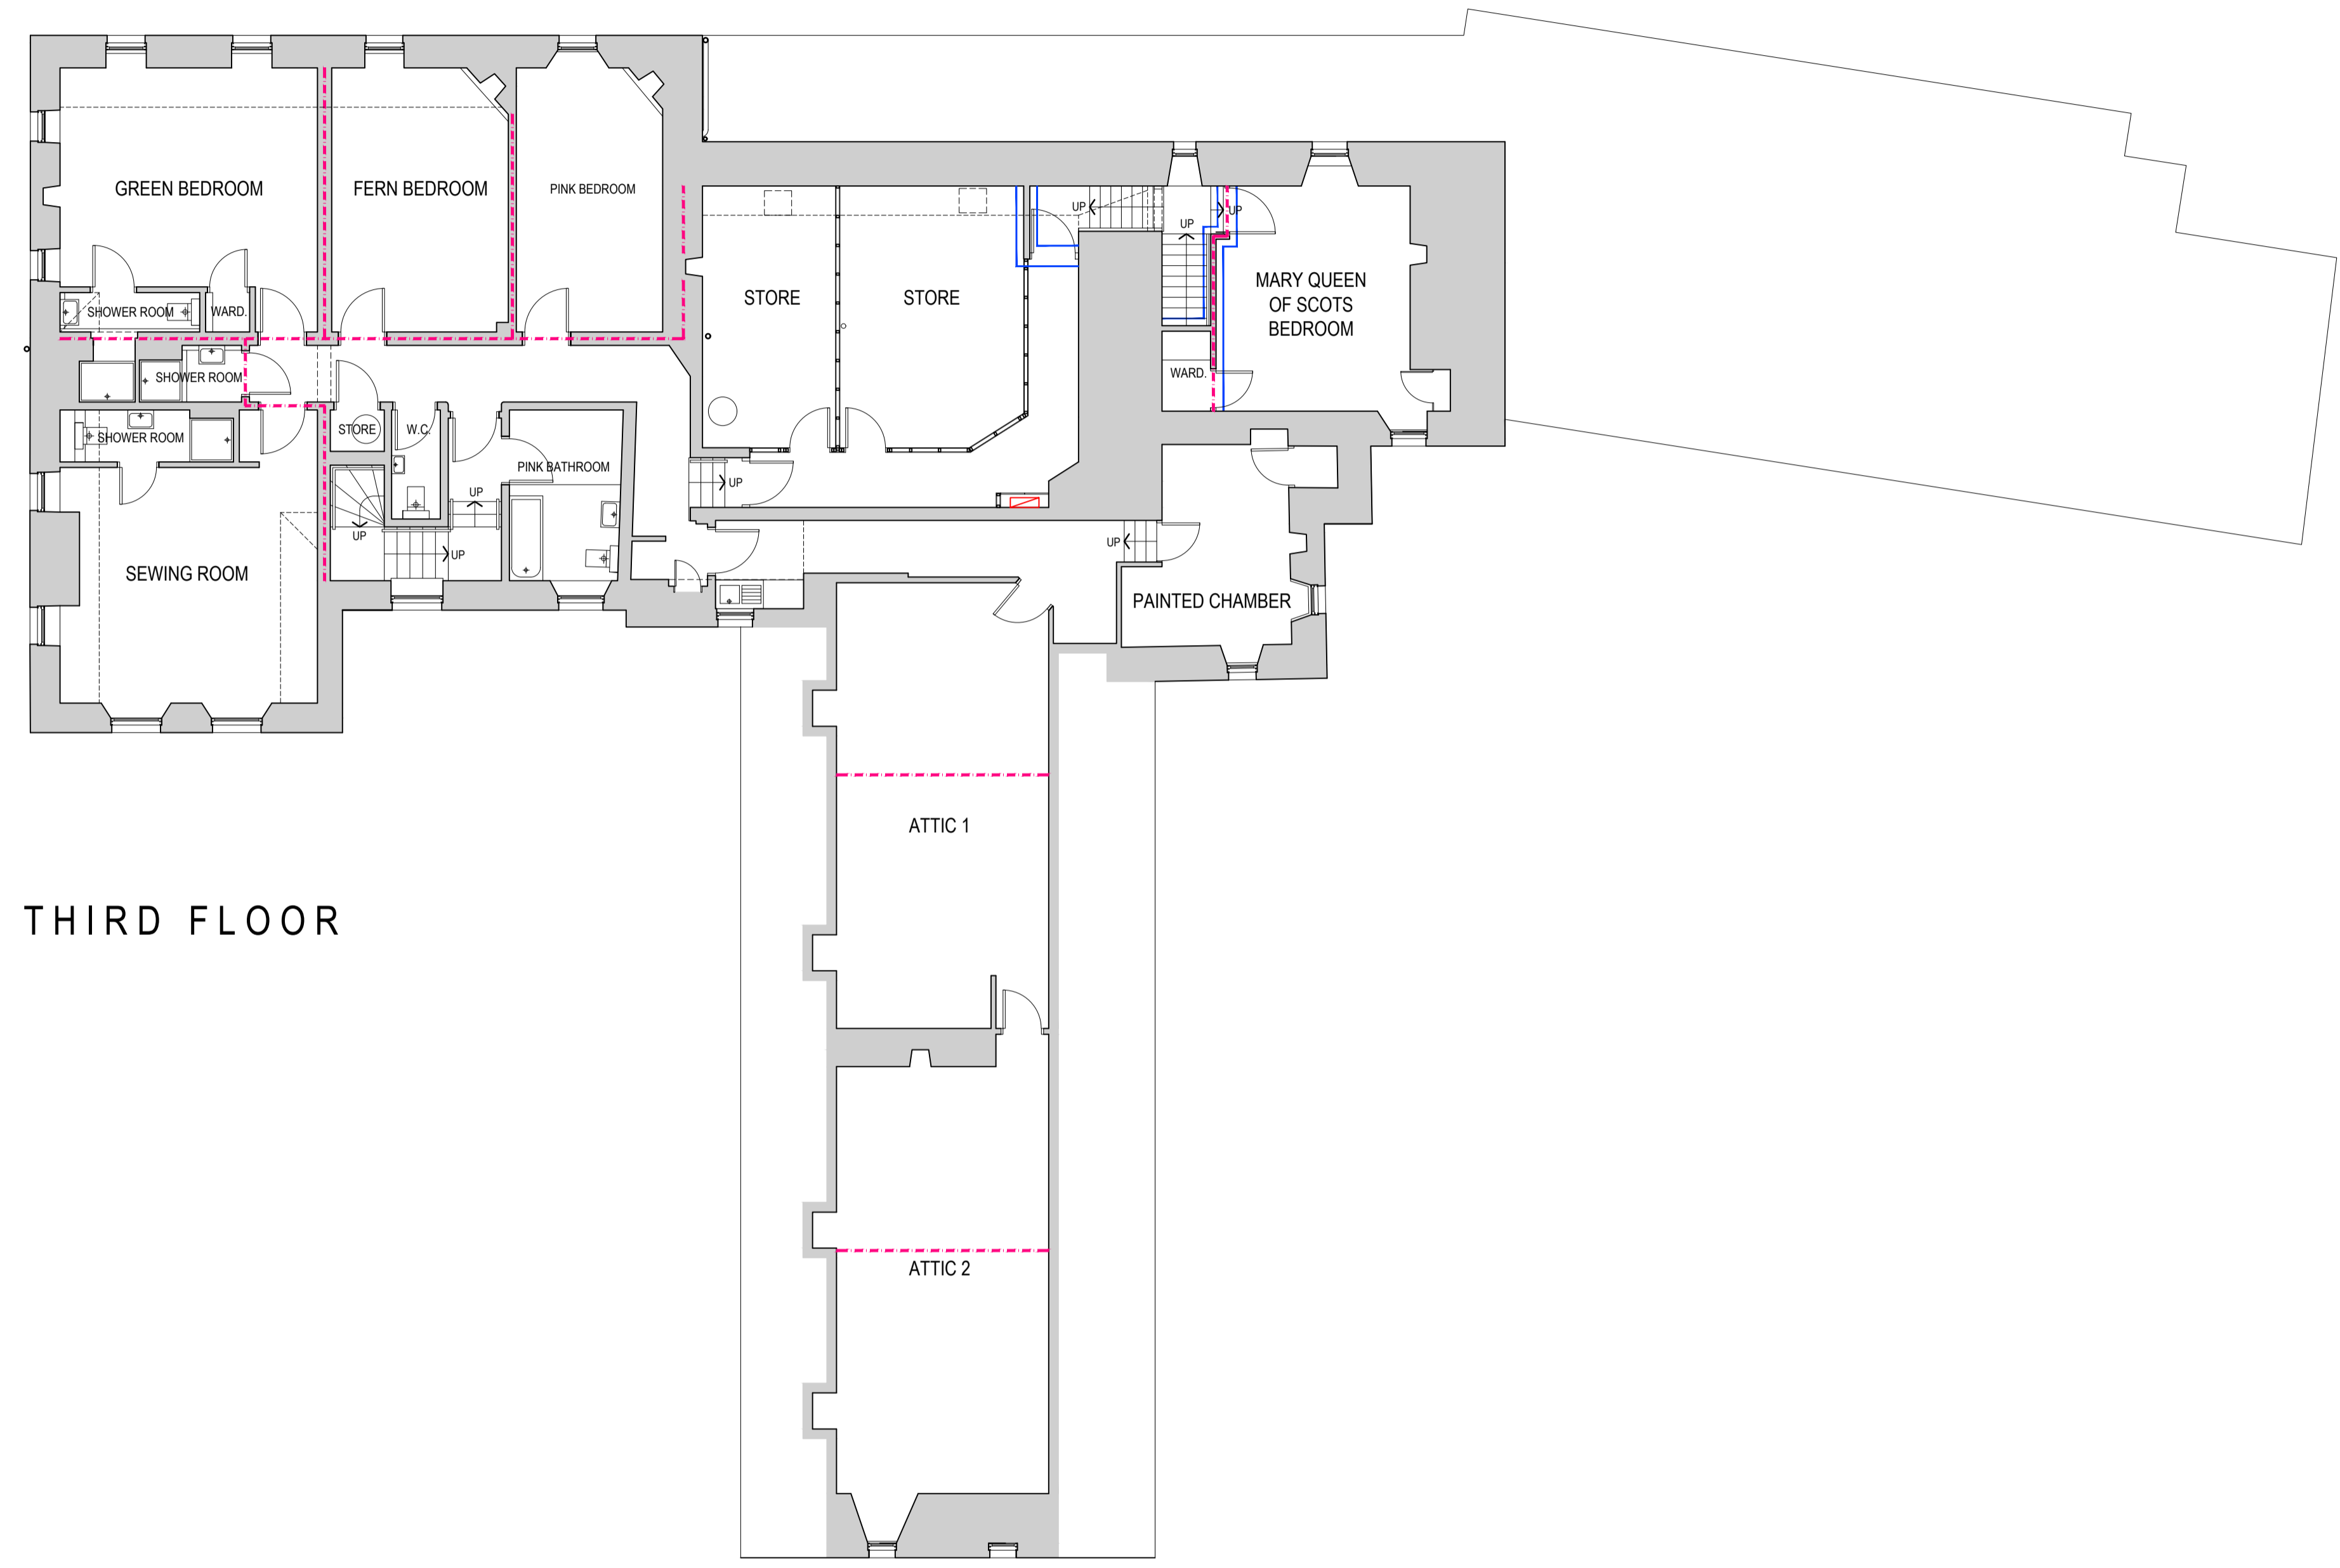 GREEN BEDROOM
FERN BEDROOM
PINK BEDROOM
UP
UP
UP
STORE
STORE
MARY QUEEN
OF SCOTS
BEDROOM
SHOWER ROOM
WARD.
SHOWER ROOM
WARD.
SHOWER ROOM
STORE
W.C.
PINK BATHROOM
UP
UP
UP
UP
UP
SEWING ROOM
PAINTED CHAMBER
ATTIC 1
THIRD FLOOR
ATTIC 2